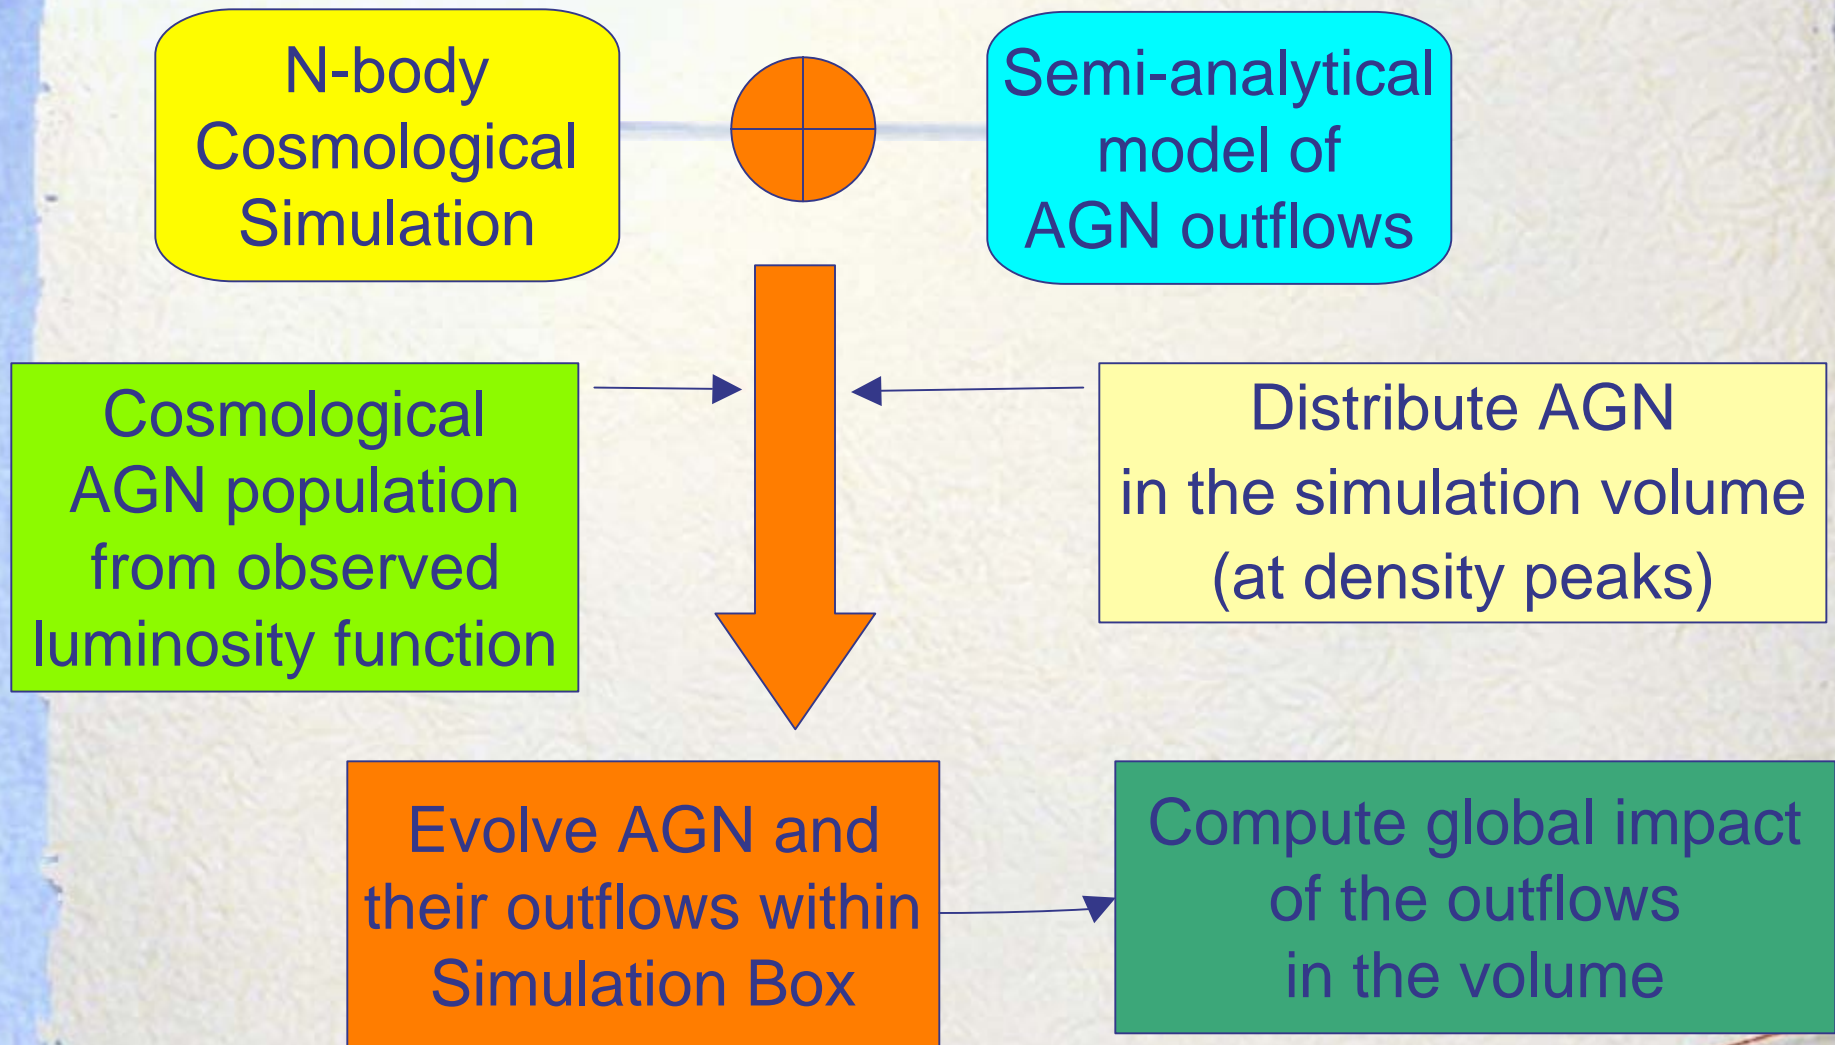 N-body
Cosmological
Simulation
Semi-analytical
model of
AGN outflows
Cosmological
AGN population
from observed
luminosity function
Distribute AGN
in the simulation volume
(at density peaks)
Evolve AGN and
their outflows within
Simulation Box
Compute global impact
of the outflows
in the volume